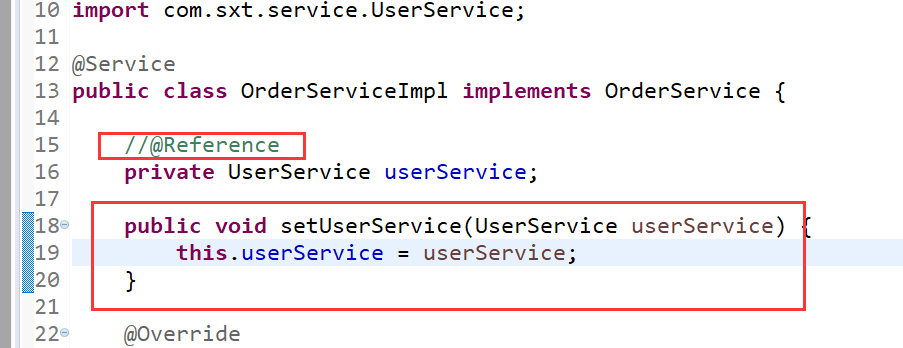 10 import com.sxt.service.UserService;
11
12 @Service
13 public class OrderServiceImpl implements OrderService {
14
15 //@Reference
16 private UserService userService;
17
18 public void setUserService(UserService userService) {
19 this.userService = userService;
20 }
21
22 @Override